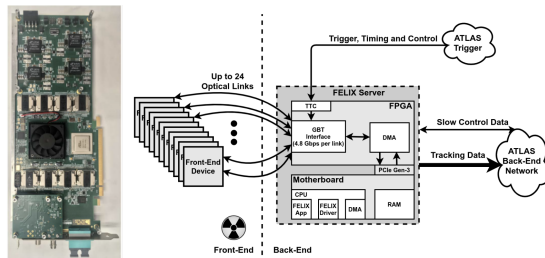 Trigger, Timing and Control
ATLAS
Trigger
Up to 24
Optical Links
FELIX Server
TTC
FPGA
GBT
Interface
(4.8 Gbps per link)
DMA
PCIe Gen-3
Slow Control Data
Tracking Data
ATLAS
Back-End
Network
Front-End
Device
Motherboard
CPU
FELIX
App
FELIX
Driver
DMA
RAM
Front-End
Back-End